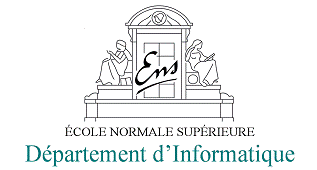 Ens
ÉCOLE NORMALE SUPÉRIEURE
Département d'Informatique